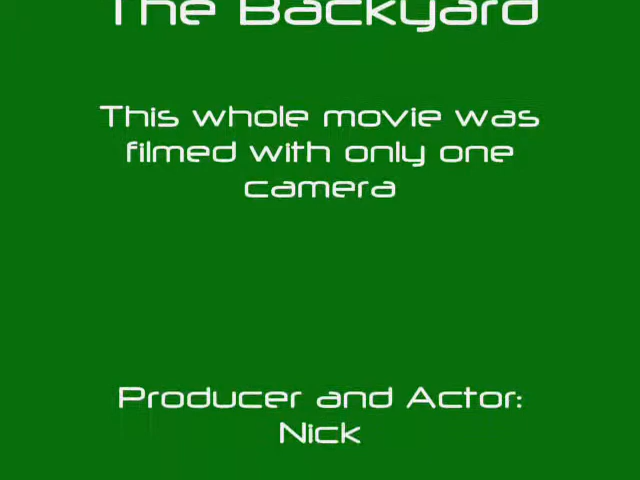 The Backyard
This whole movie was
filmed with only one
camera
Producer and Actor:
Nick